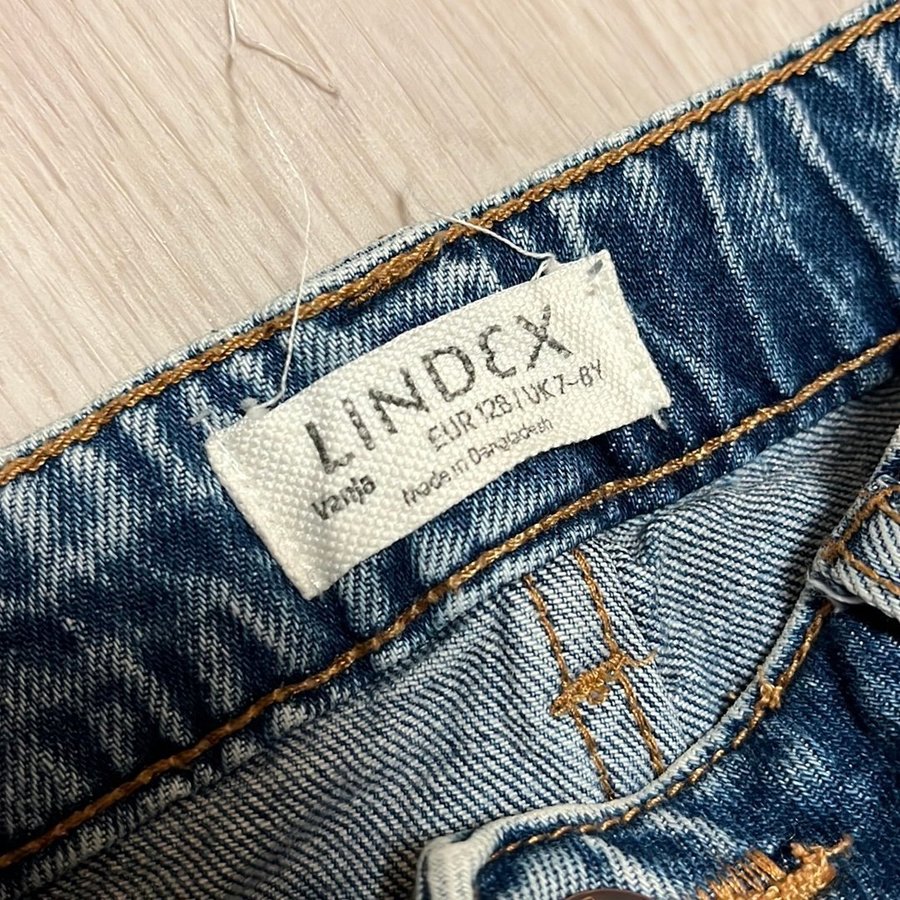 LINDEX
EUR 128 / UK 7-8Y
Vanja
Made in Bangladesh